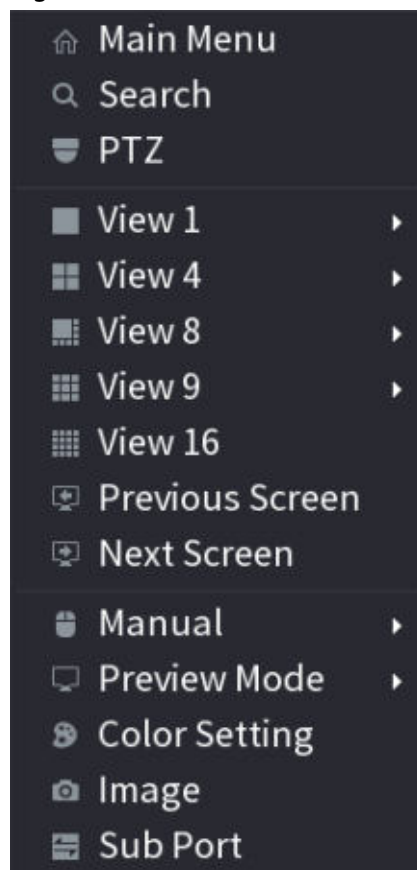 Main Menu
Search
PTZ
View 1
View 4
View 8
View 9
View 16
Previous Screen
Next Screen
Manual
Preview Mode
Color Setting
Image
Sub Port